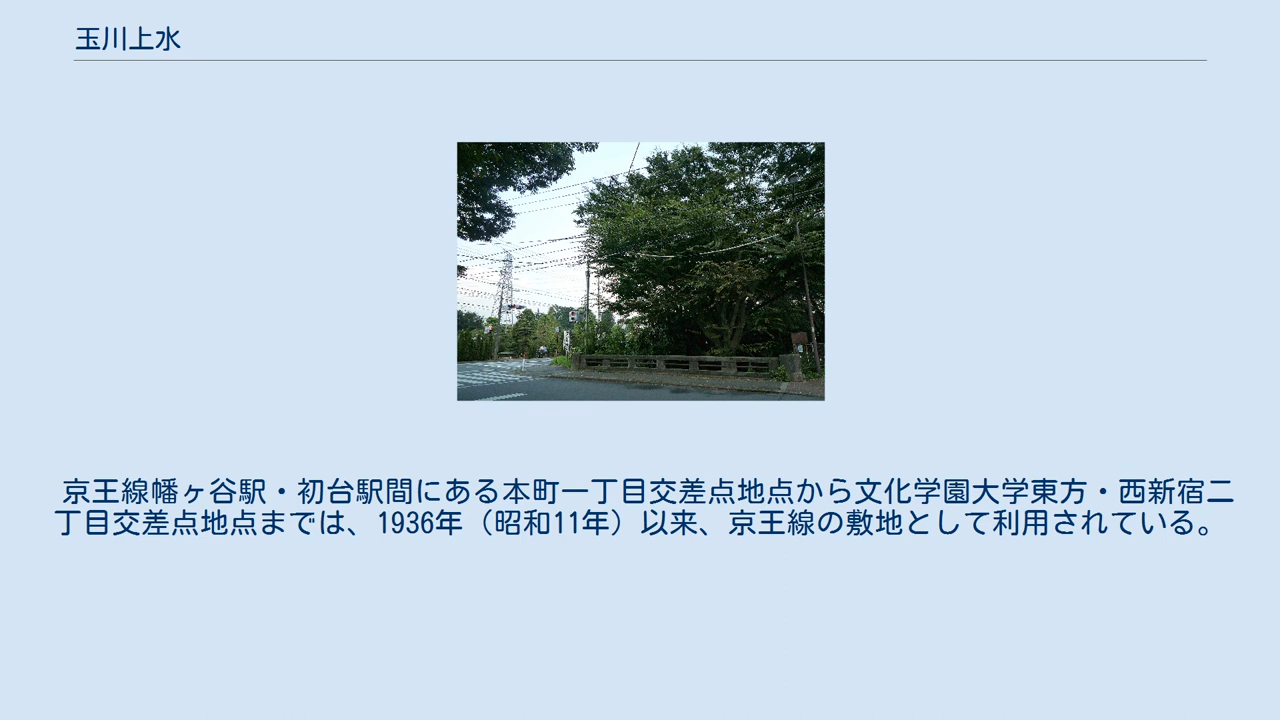 玉川上水
京王線幡ヶ谷駅・初台駅間にある本町一丁目交差点地点から文化学園大学東方・西新宿二
丁目交差点地点までは、1936年（昭和11年）以来、京王線の敷地として利用されている。